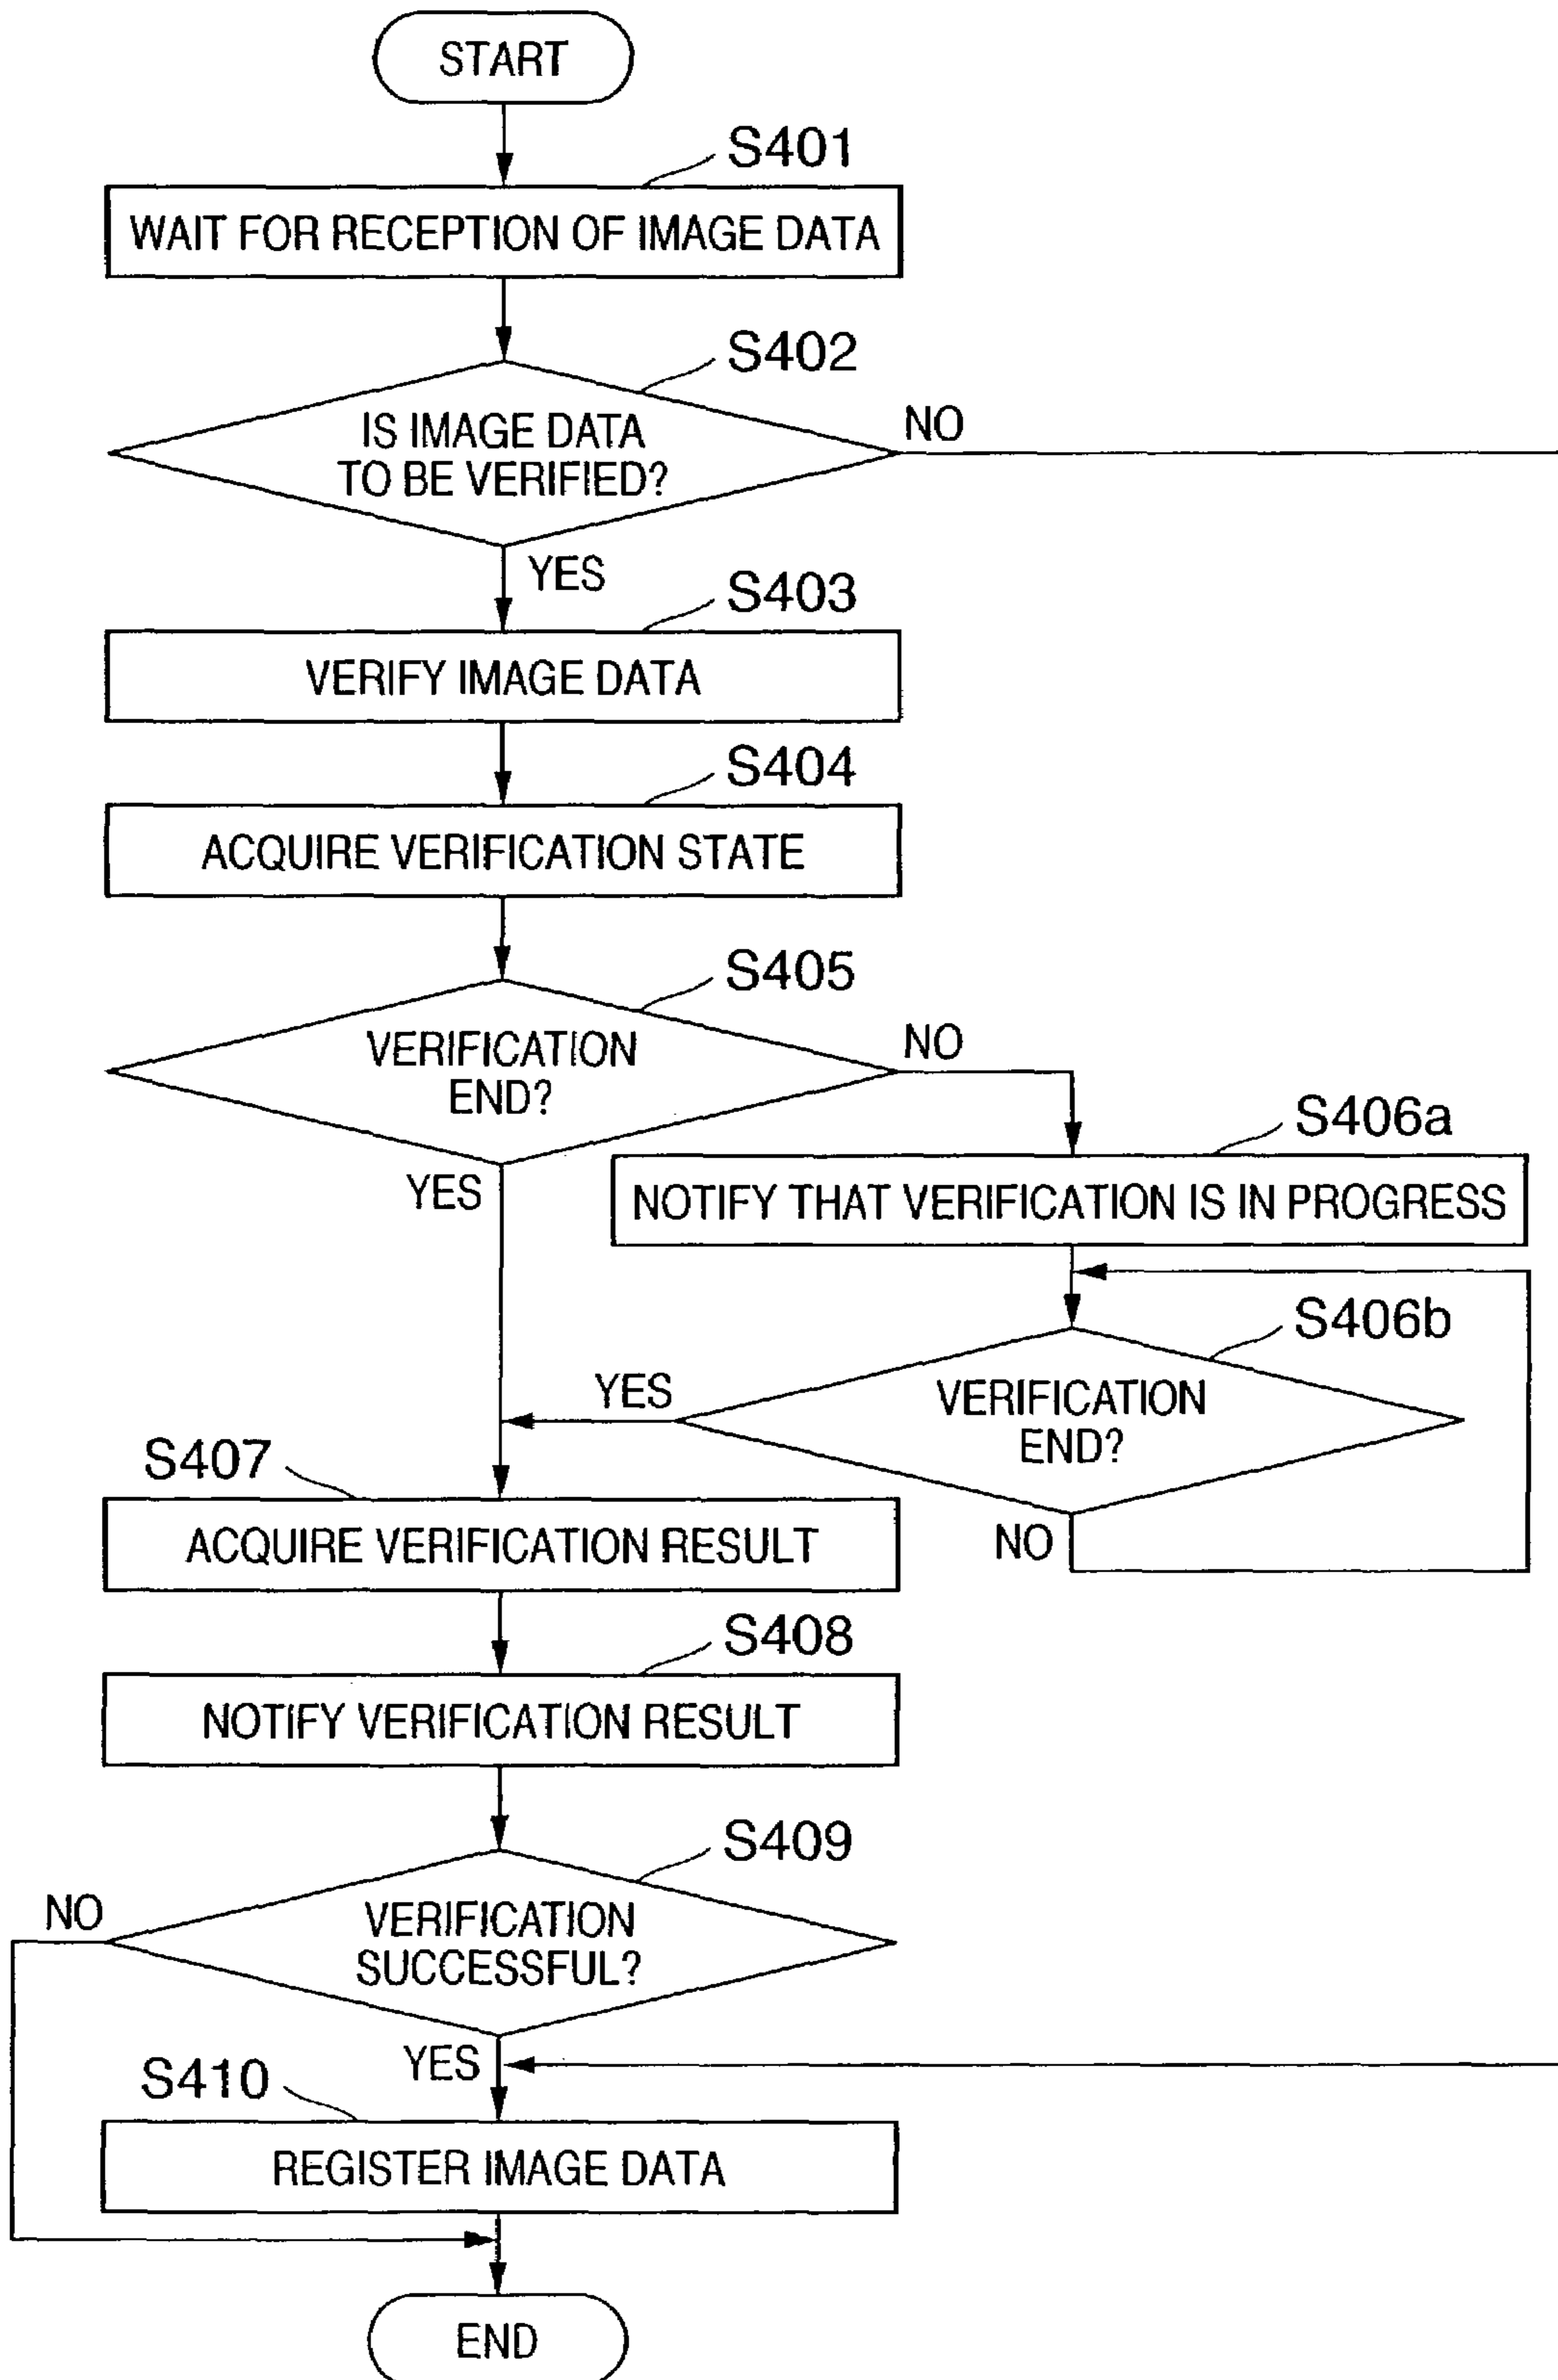 START
S401
WAIT FOR RECEPTION OF IMAGE DATA
S402
IS IMAGE DATA
TO BE VERIFIED?
NO
YES
S403
VERIFY IMAGE DATA
S404
ACQUIRE VERIFICATION STATE
S405
VERIFICATION
END?
NO
YES
S406a
NOTIFY THAT VERIFICATION IS IN PROGRESS
S406b
VERIFICATION
END?
YES
NO
S407
ACQUIRE VERIFICATION RESULT
S408
NOTIFY VERIFICATION RESULT
S409
VERIFICATION
SUCCESSFUL?
NO
YES
S410
REGISTER IMAGE DATA
END